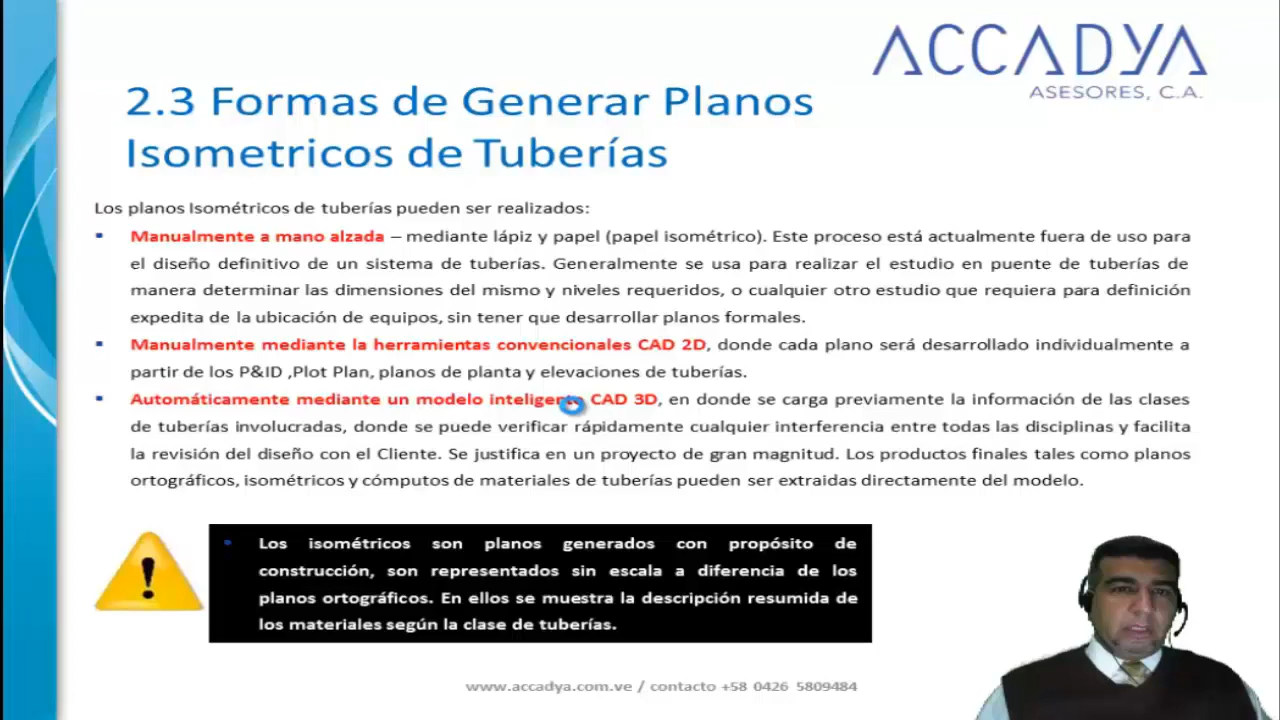 ACCADYA
ASESORES, C.A.
2.3 Formas de Generar Planos
Isometricos de Tuberías
Los planos Isométricos de tuberías pueden ser realizados:
▪ Manualmente a mano alzada – mediante lápiz y papel (papel isométrico). Este proceso está actualmente fuera de uso para
el diseño definitivo de un sistema de tuberías. Generalmente se usa para realizar el estudio en puente de tuberías de
manera determinar las dimensiones del mismo y niveles requeridos, o cualquier otro estudio que requiera para definición
expedita de la ubicación de equipos, sin tener que desarrollar planos formales.
▪ Manualmente mediante la herramientas convencionales CAD 2D, donde cada plano será desarrollado individualmente a
partir de los P&ID ,Plot Plan, planos de planta y elevaciones de tuberías.
▪ Automáticamente mediante un modelo inteligente CAD 3D, en donde se carga previamente la información de las clases
de tuberías involucradas, donde se puede verificar rápidamente cualquier interferencia entre todas las disciplinas y facilita
la revisión del diseño con el Cliente. Se justifica en un proyecto de gran magnitud. Los productos finales tales como planos
ortográficos, isométricos y cómputos de materiales de tuberías pueden ser extraidas directamente del modelo.
▪ Los isométricos son planos generados con propósito de
construcción, son representados sin escala a diferencia de los
planos ortográficos. En ellos se muestra la descripción resumida de
los materiales según la clase de tuberías.
www.accadya.com.ve / contacto +58 0426 5809484